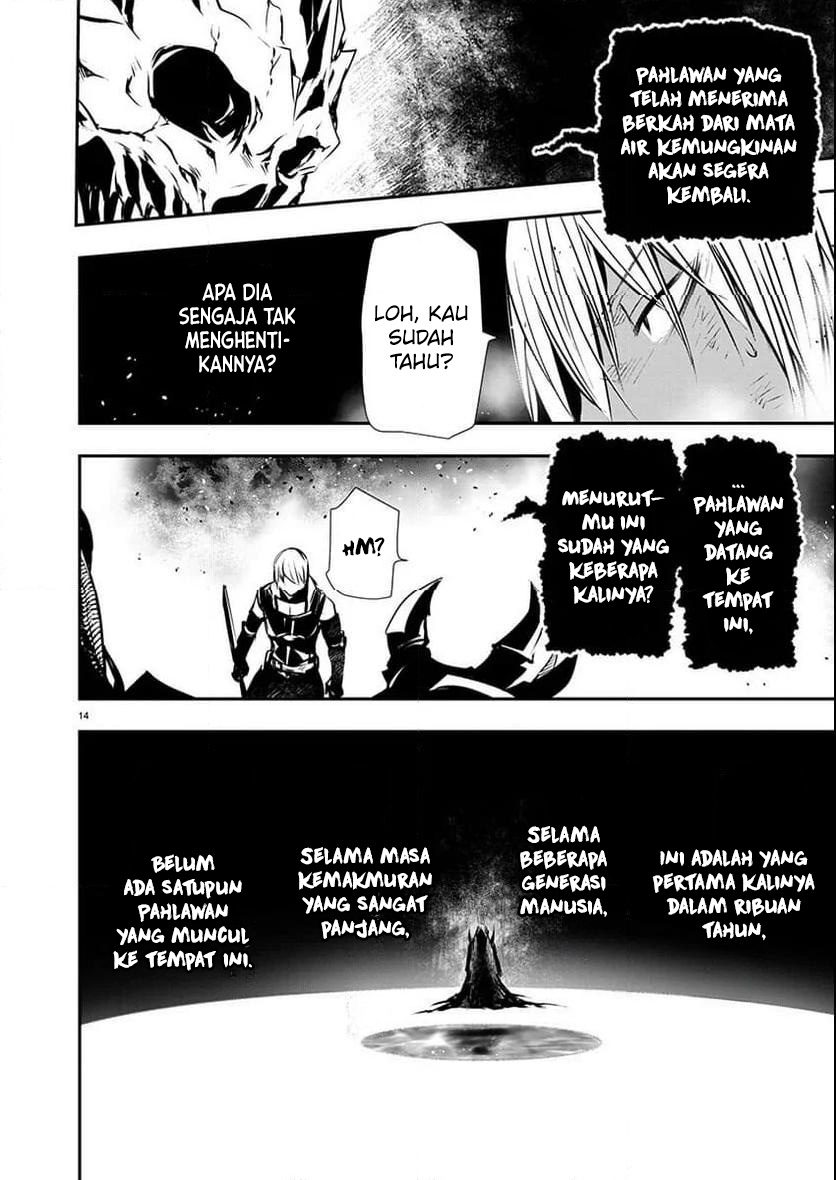 PAHLAWAN YANG
TELAH MENERIMA
BERKAH DARI MATA
AIR KEMUNGKINAN
AKAN SEGERA
KEMBALI.
LOH, KAU
SUDAH
TAHU?
APA DIA
SENGAJA TAK
MENGHENTI-
KANNYA?
...
PAHLAWAN
YANG
DATANG
KE
TEMPAT
INI,
MENURUT-
MU INI
SUDAH YANG
KEBERAPA
KALINYA?
HM?
14
INI ADALAH YANG
PERTAMA KALINYA
DALAM RIBUAN
TAHUN,
SELAMA
BEBERAPA
GENERASI
MANUSIA,
SELAMA MASA
KEMAKMURAN
YANG SANGAT
PANJANG,
BELUM
ADA SATUPUN
PAHLAWAN
YANG MUNCUL
KE TEMPAT INI.